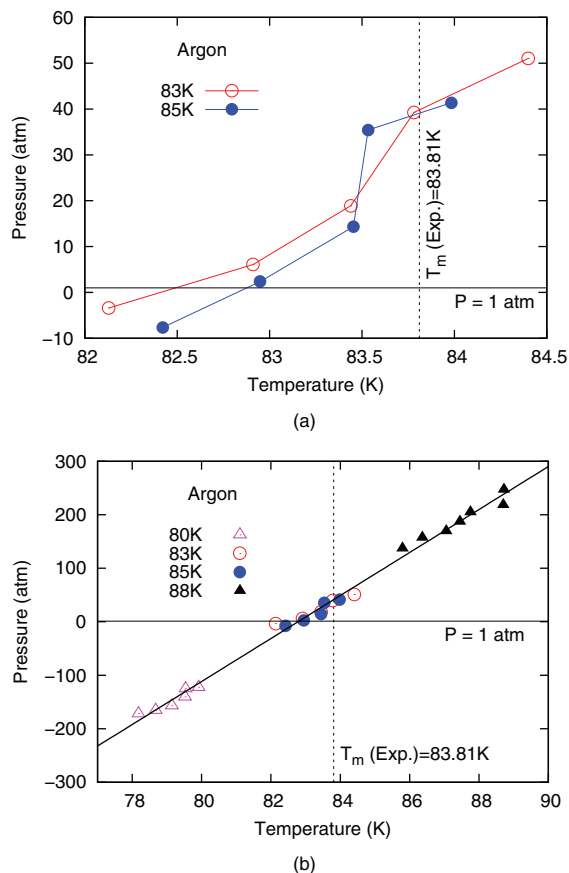 60
50
40
30
20
10
0
−10
82
82.5
83
83.5
84
84.5
Pressure (atm)
Temperature (K)
Argon
83K
85K
T_m (Exp.)=83.81K
P = 1 atm
(a)
300
200
100
0
−100
−200
−300
78
80
82
84
86
88
90
Pressure (atm)
Temperature (K)
Argon
80K
83K
85K
88K
P = 1 atm
T_m (Exp.)=83.81K
(b)